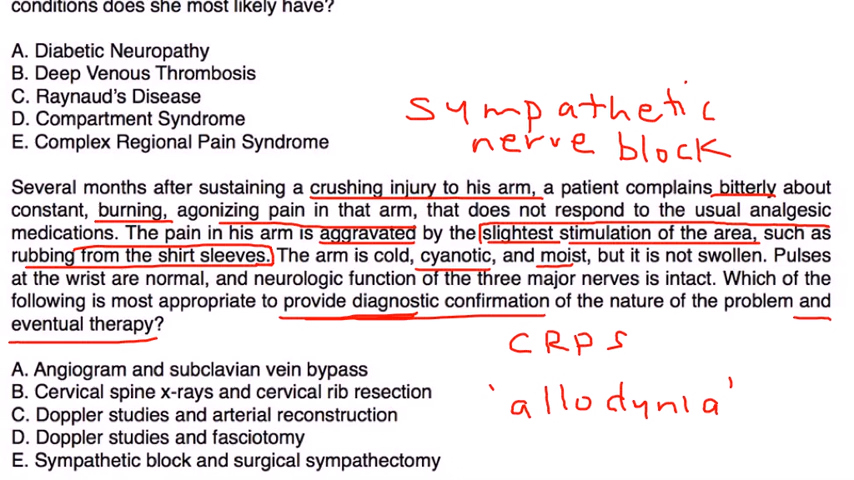 conditions does she most likely have?
A. Diabetic Neuropathy
B. Deep Venous Thrombosis
C. Raynaud's Disease
D. Compartment Syndrome
E. Complex Regional Pain Syndrome
sympathetic
nerve block
Several months after sustaining a crushing injury to his arm, a patient complains bitterly about
constant, burning, agonizing pain in that arm, that does not respond to the usual analgesic
medications. The pain in his arm is aggravated by the slightest stimulation of the area, such as
rubbing from the shirt sleeves. The arm is cold, cyanotic, and moist, but it is not swollen. Pulses
at the wrist are normal, and neurologic function of the three major nerves is intact. Which of the
following is most appropriate to provide diagnostic confirmation of the nature of the problem and
eventual therapy?
CRPS
'allodynia'
A. Angiogram and subclavian vein bypass
B. Cervical spine x-rays and cervical rib resection
C. Doppler studies and arterial reconstruction
D. Doppler studies and fasciotomy
E. Sympathetic block and surgical sympathectomy